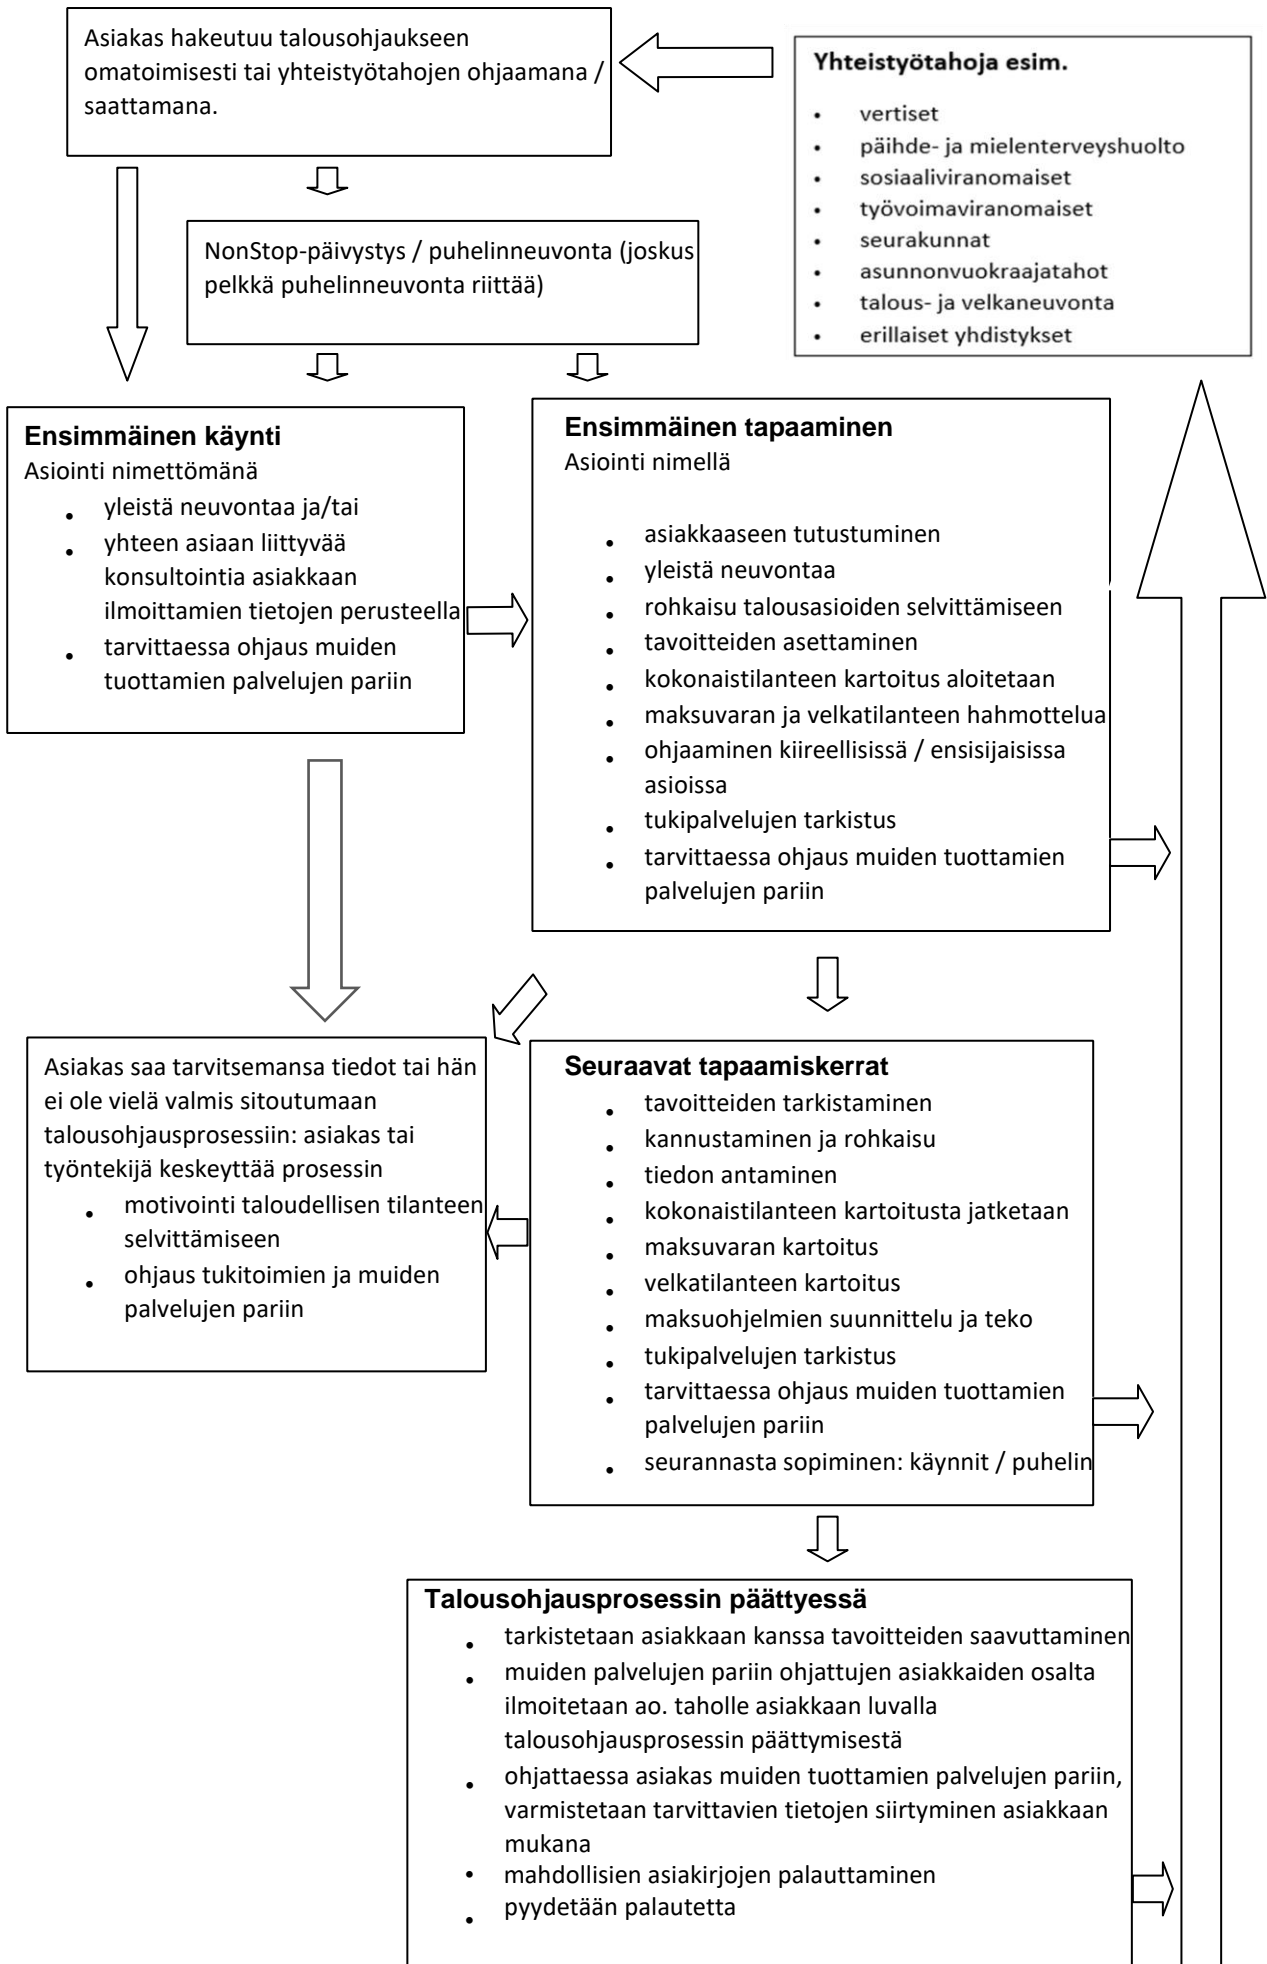 Asiakas hakeutuu talousohjaukseen
omatoimisesti tai yhteistyötahojen ohjaamana /
saattamana.
Yhteistyötahoja esim.
• vertiset
• päihde- ja mielenterveyshuolto
• sosiaaliviranomaiset
• työvoimaviranomaiset
• seurakunnat
• asunnonvuokraajatahot
• talous- ja velkaneuvonta
• erillaiset yhdistykset
NonStop-päivystys / puhelinneuvonta (joskus
pelkkä puhelinneuvonta riittää)
Ensimmäinen käynti
Asiointi nimettömänä
• yleistä neuvontaa ja/tai
• yhteen asiaan liittyvää
konsultointia asiakkaan
ilmoittamien tietojen perusteella
• tarvittaessa ohjaus muiden
tuottamien palvelujen pariin
Ensimmäinen tapaaminen
Asiointi nimellä
• asiakkaaseen tutustuminen
• yleistä neuvontaa
• rohkaisu talousasioiden selvittämiseen
• tavoitteiden asettaminen
• kokonaistilanteen kartoitus aloitetaan
• maksuvaran ja velkatilanteen hahmottelua
• ohjaaminen kiireellisissä / ensisijaisissa
asioissa
• tukipalvelujen tarkistus
• tarvittaessa ohjaus muiden tuottamien
palvelujen pariin
Asiakas saa tarvitsemansa tiedot tai hän
ei ole vielä valmis sitoutumaan
talousohjausprosessiin: asiakas tai
työntekijä keskeyttää prosessin
• motivointi taloudellisen tilanteen
selvittämiseen
• ohjaus tukitoimien ja muiden
palvelujen pariin
Seuraavat tapaamiskerrat
• tavoitteiden tarkistaminen
• kannustaminen ja rohkaisu
• tiedon antaminen
• kokonaistilanteen kartoitusta jatketaan
• maksuvaran kartoitus
• velkatilanteen kartoitus
• maksuohjelmien suunnittelu ja teko
• tukipalvelujen tarkistus
• tarvittaessa ohjaus muiden tuottamien
palvelujen pariin
• seurannasta sopiminen: käynnit / puhelin
Talousohjausprosessin päättyessä
• tarkistetaan asiakkaan kanssa tavoitteiden saavuttaminen
• muiden palvelujen pariin ohjattujen asiakkaiden osalta
ilmoitetaan ao. taholle asiakkaan luvalla
talousohjausprosessin päättymisestä
• ohjattaessa asiakas muiden tuottamien palvelujen pariin,
varmistetaan tarvittavien tietojen siirtyminen asiakkaan
mukana
• mahdollisien asiakirjojen palauttaminen
• pyydetään palautetta